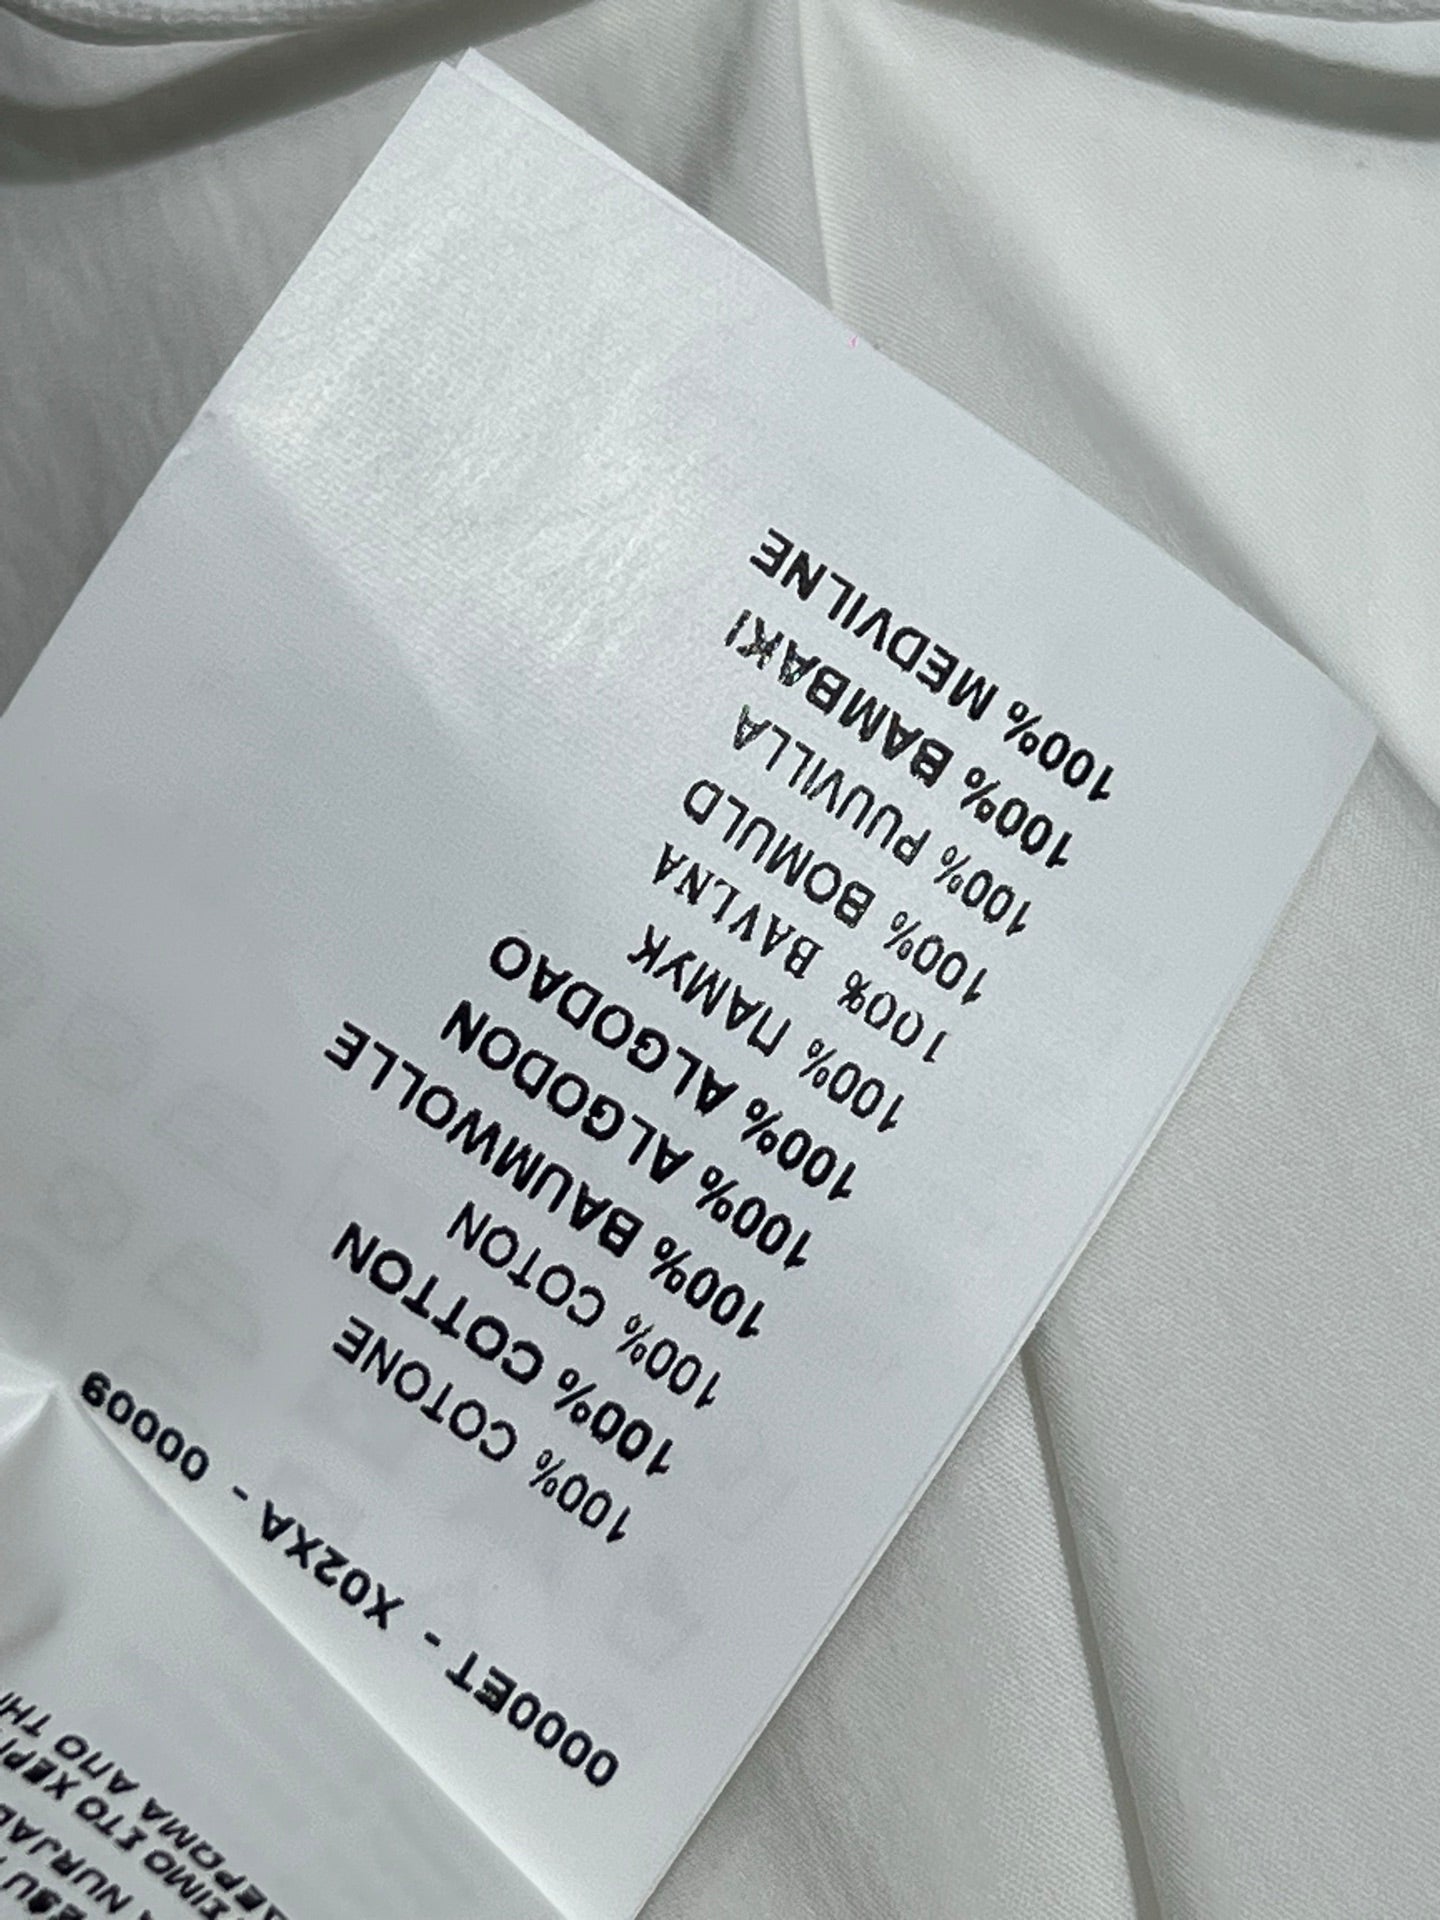 0000ET - X02XA - 00009
100% COTONE
100% COTTON
100% COTON
100% BAUMWOLLE
100% ALGODON
100% ALGODAO
100% ПАМУК
100% BAVLNA
100% BOMULD
100% PUUVILLA
100% BAMBAKI
100% MEDVILNE